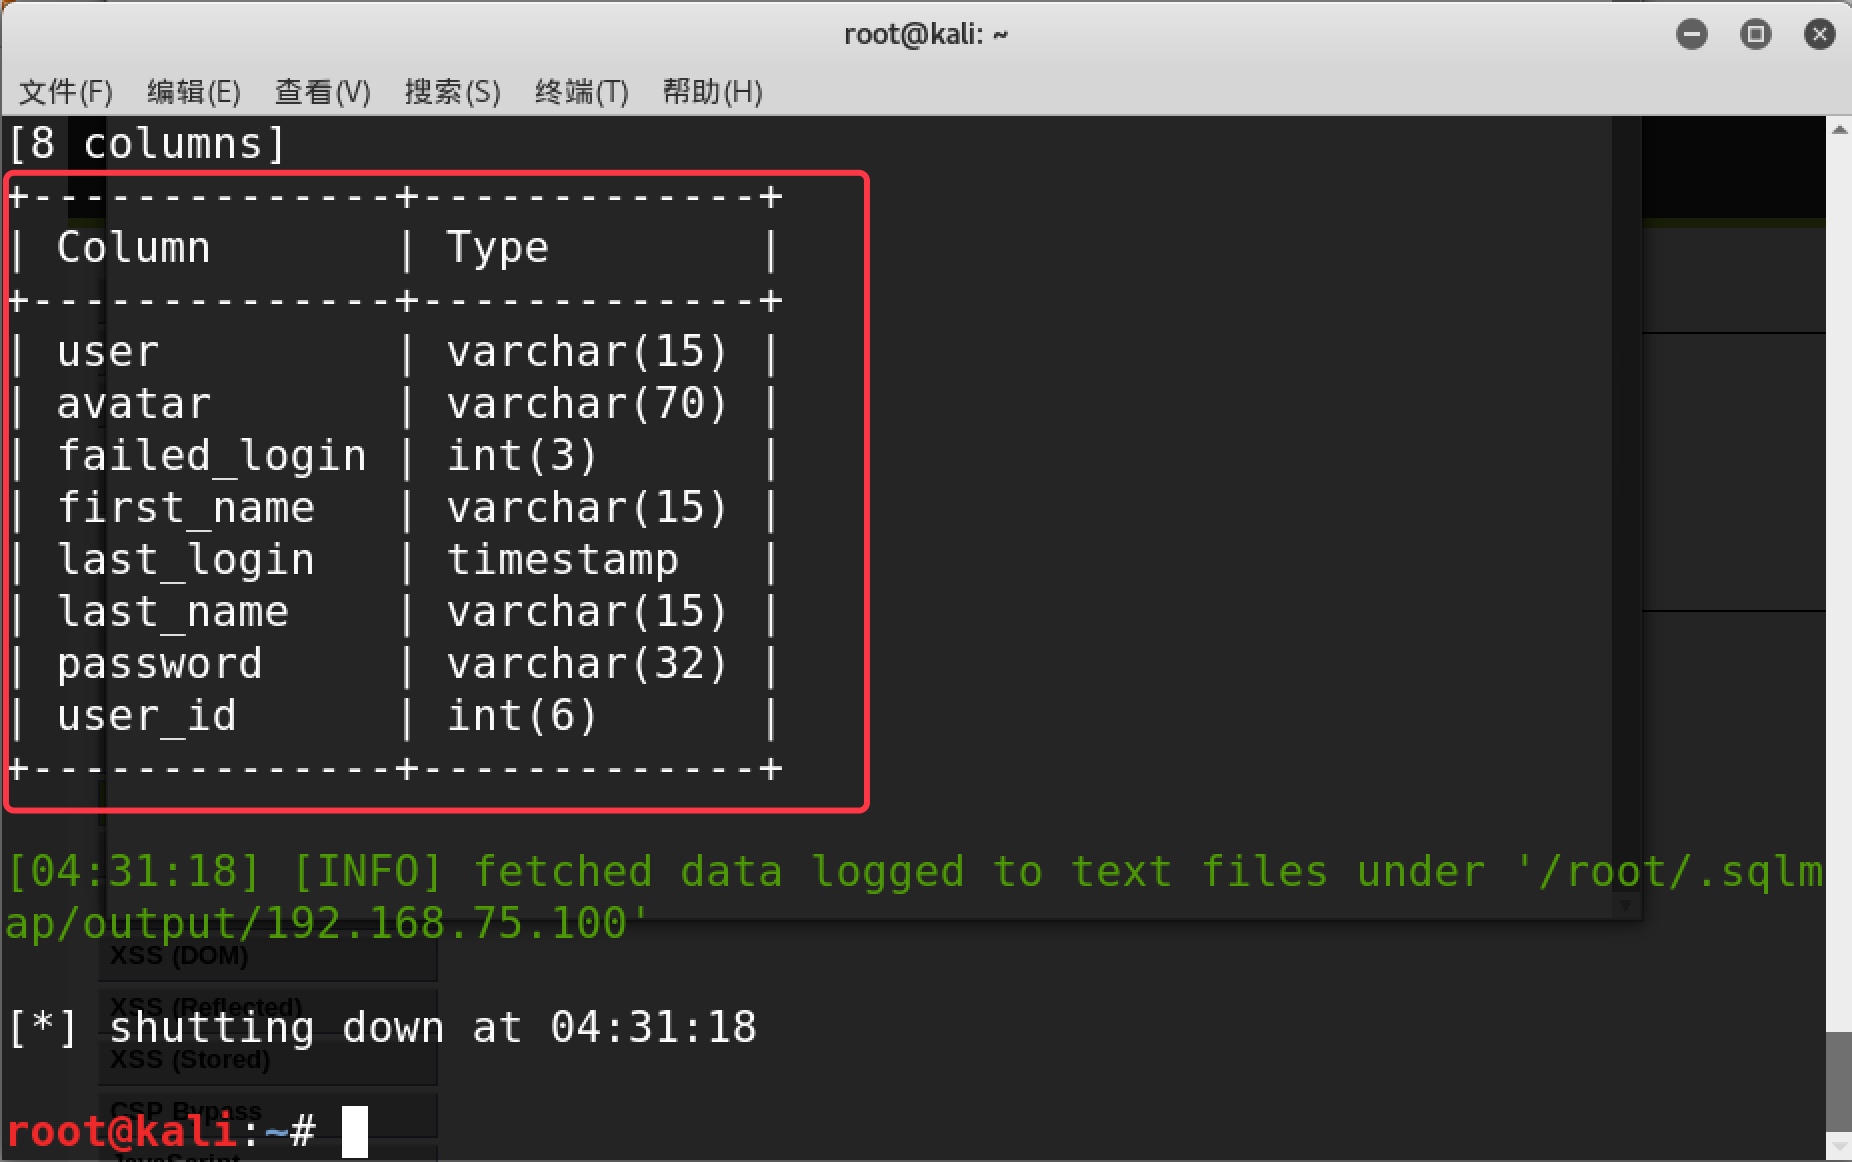 root@kali: ~
文件(F) 编辑(E) 查看(V) 搜索(S) 终端(T) 帮助(H)
[8 columns]
+--------------+-------------+
| Column       | Type        |
+--------------+-------------+
| user         | varchar(15) |
| avatar       | varchar(70) |
| failed_login | int(3)      |
| first_name   | varchar(15) |
| last_login   | timestamp   |
| last_name    | varchar(15) |
| password     | varchar(32) |
| user_id      | int(6)      |
+--------------+-------------+
[04:31:18] [INFO] fetched data logged to text files under '/root/.sqlm
ap/output/192.168.75.100'
XSS (DOM)
XSS (Reflected)
[*] shutting down at 04:31:18
XSS (Stored)
CSP Bypass
root@kali:~#
JavaScript